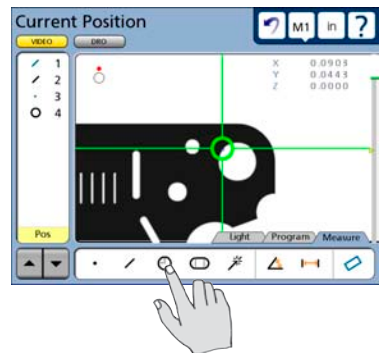 Current Position
M1 in ?
VIDEO DRO
1
2
3
4
X 0.0903
Y 0.0443
Z 0.0000
Pos
Light Program Measure